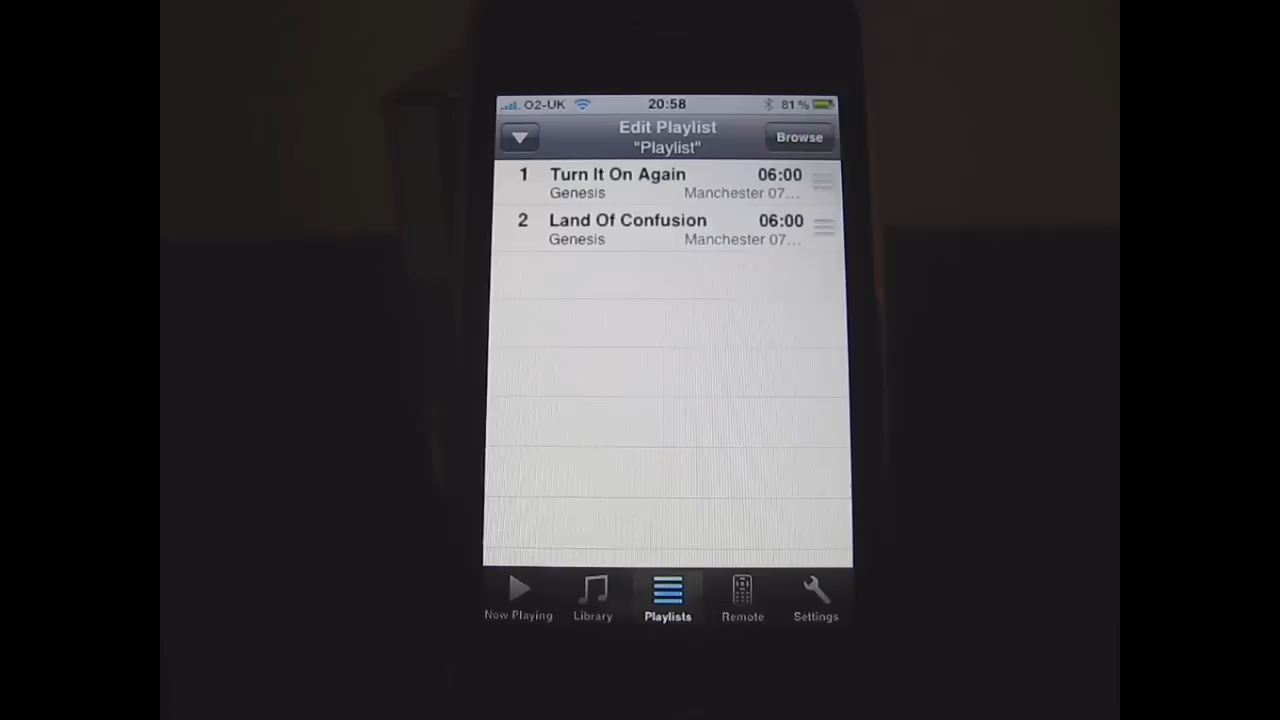 O2-UK 20:58 81%
Edit Playlist
"Playlist"
Browse
1 Turn It On Again 06:00
Genesis Manchester 07...
2 Land Of Confusion 06:00
Genesis Manchester 07...
Now Playing Library Playlists Remote Settings